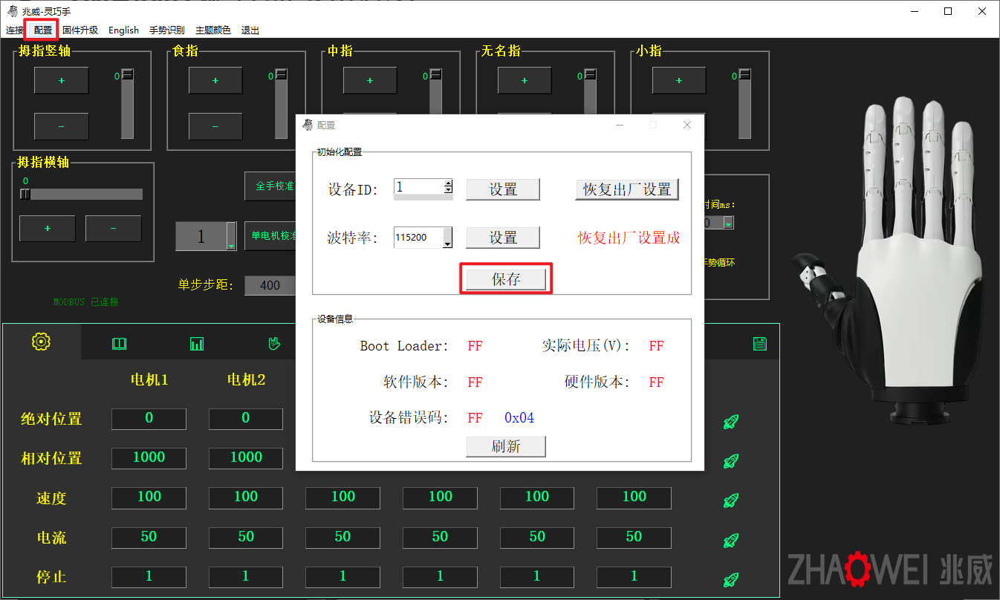 兆威-灵巧手
连接 配置 固件升级 English 手势识别 主题颜色 退出
拇指竖轴 食指 中指 无名指 小指
+ + + + +
0 0 0 0 0
− −
拇指横轴
0
+ −
全手校准
1 单电机校准
单步步距: 400
MODBUS 已连接
时间ms:
0
手势循环
配置
初始化配置
设备ID: 1 设置 恢复出厂设置
波特率: 115200 设置 恢复出厂设置成
保存
设备信息
Boot Loader: FF 实际电压(V): FF
软件版本: FF 硬件版本: FF
设备错误码: FF 0x04
刷新
电机1 电机2
绝对位置 0 0
相对位置 1000 1000
速度 100 100 100 100 100 100
电流 50 50 50 50 50 50
停止 1 1 1 1 1 1
ZHAOWEI 兆威